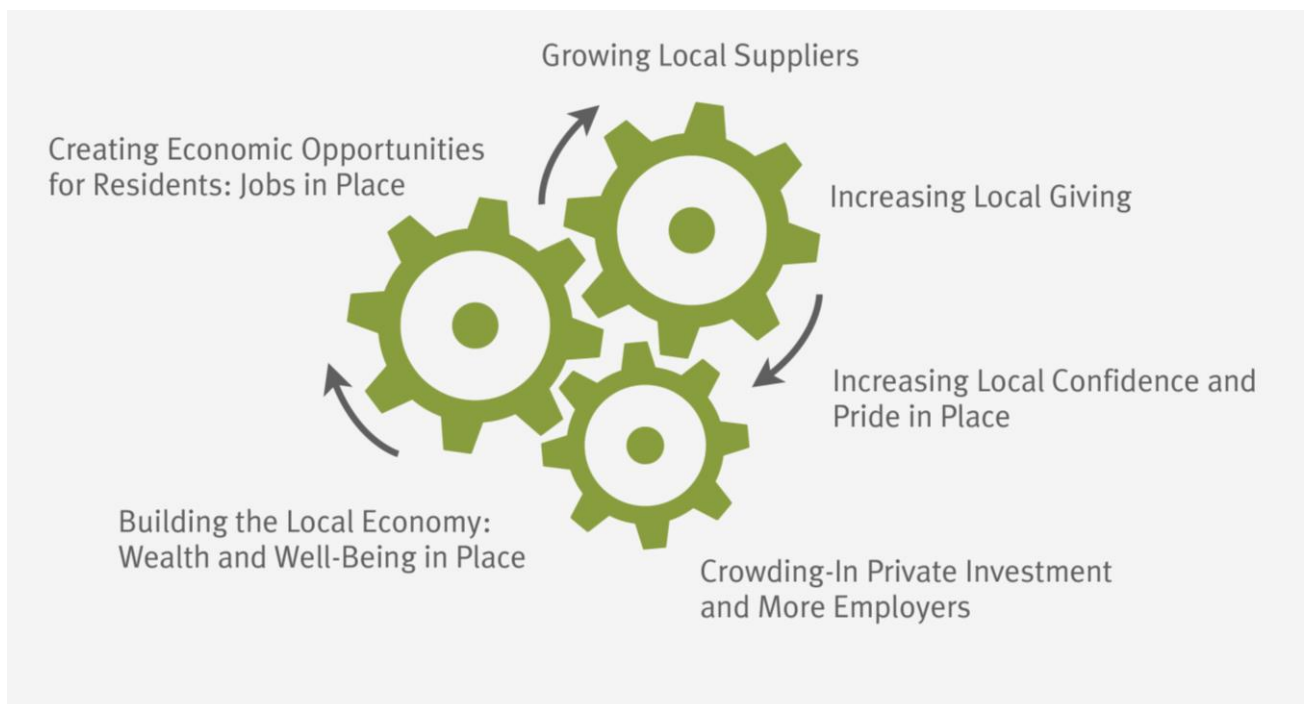 Growing Local Suppliers
Creating Economic Opportunities
for Residents: Jobs in Place
Increasing Local Giving
Increasing Local Confidence and
Pride in Place
Building the Local Economy:
Wealth and Well-Being in Place
Crowding-In Private Investment
and More Employers